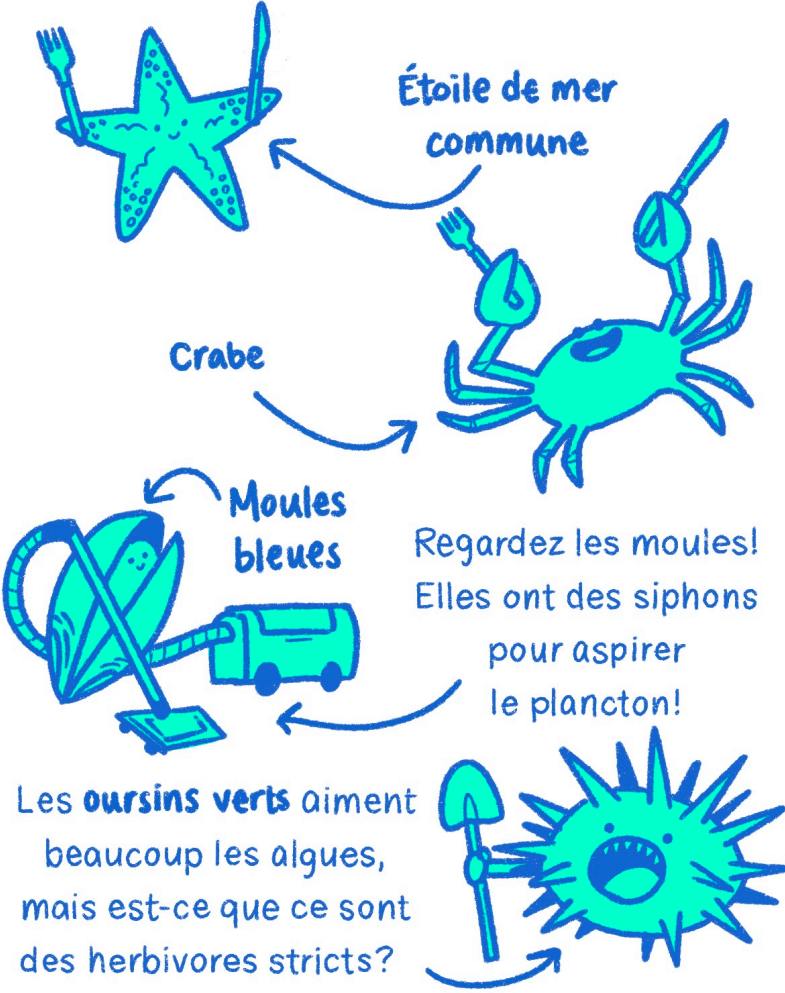 Étoile de mer
commune
Crabe
Moules
bleues
Regardez les moules!
Elles ont des siphons
pour aspirer
le plancton!
Les oursins verts aiment
beaucoup les algues,
mais est-ce que ce sont
des herbivores stricts?